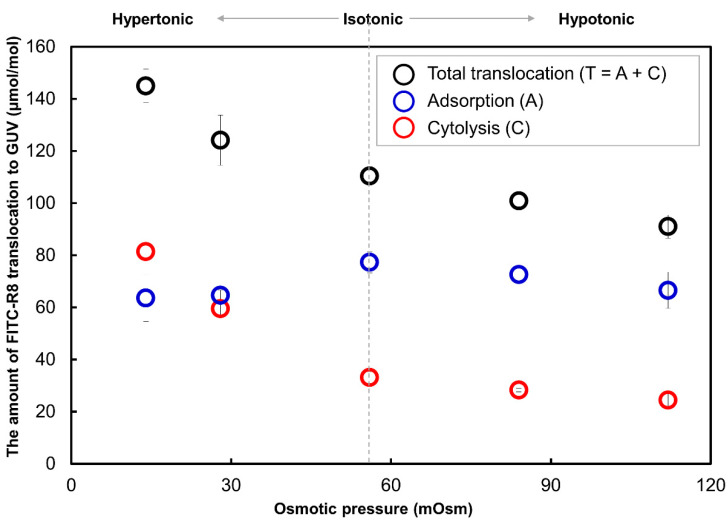 Hypertonic Isotonic Hypotonic
Total translocation (T = A + C)
Adsorption (A)
Cytolysis (C)
The amount of FITC-R8 translocation to GUV (μmol/mol)
160
140
120
100
80
60
40
20
0
0 30 60 90 120
Osmotic pressure (mOsm)